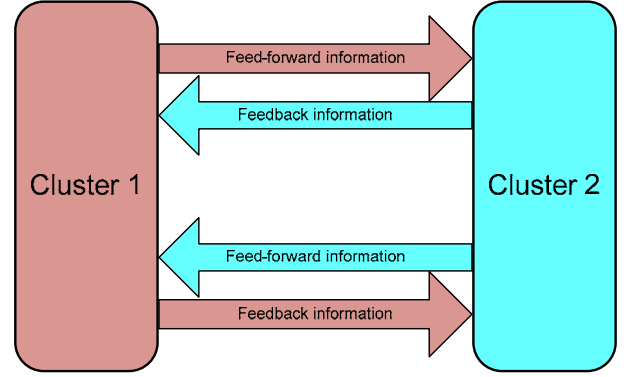 Feed-forward information
Feedback information
Cluster 1
Cluster 2
Feed-forward information
Feedback information